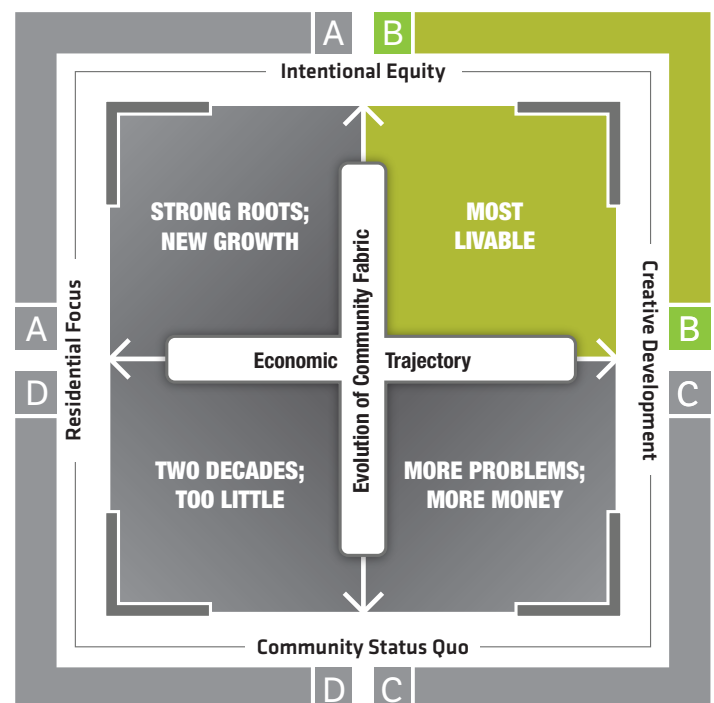 A
B
Intentional Equity
STRONG ROOTS;
NEW GROWTH
MOST
LIVABLE
Evolution of Community Fabric
Residential Focus
Creative Development
A
B
Economic Trajectory
D
C
TWO DECADES;
TOO LITTLE
MORE PROBLEMS;
MORE MONEY
Community Status Quo
D
C